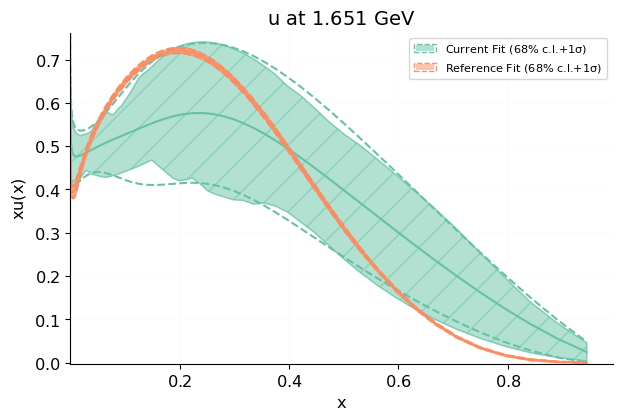 u at 1.651 GeV
Current Fit (68% c.l.+1σ)
Reference Fit (68% c.l.+1σ)
xu(x)
0.7
0.6
0.5
0.4
0.3
0.2
0.1
0.0
0.2 0.4 0.6 0.8
x